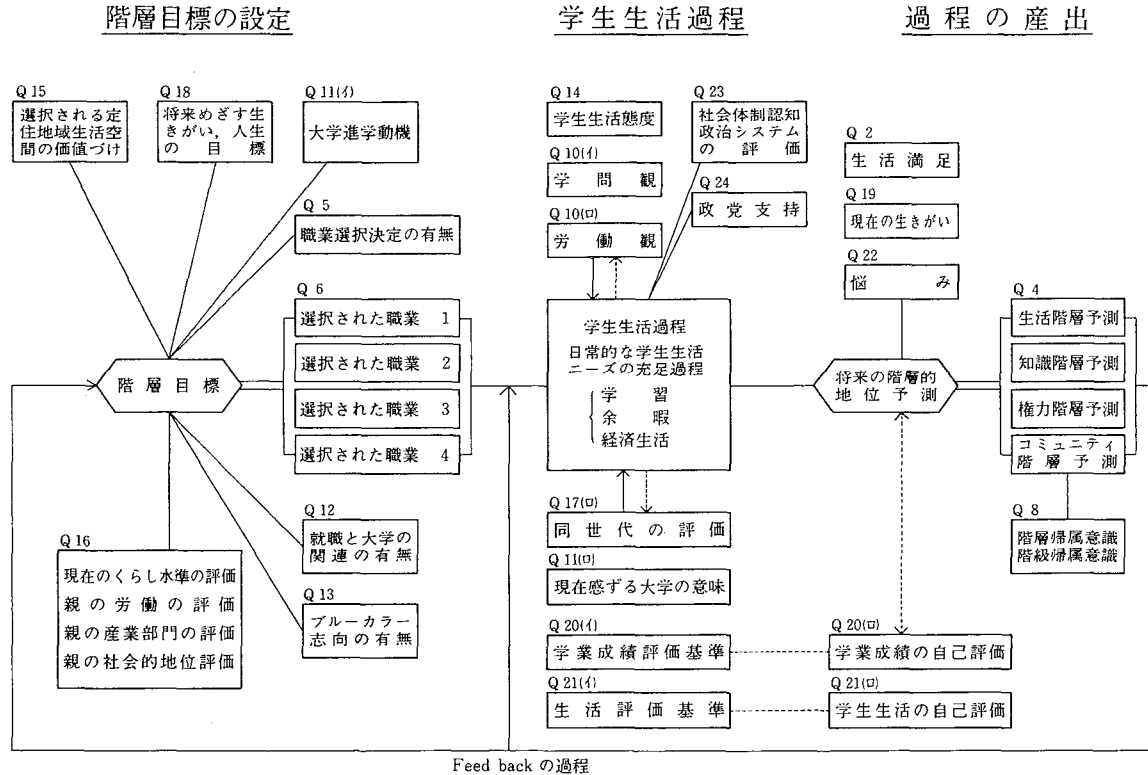 階層目標の設定
学生生活過程
過程の産出
Q 15
選択される定
住地域生活空
間の価値づけ
Q 18
将来めざす生
きがい，人生
の目標
Q 11(イ)
大学進学動機
Q 5
職業選択決定の有無
Q 6
選択された職業 1
選択された職業 2
選択された職業 3
選択された職業 4
階層目標
Q 12
就職と大学の
関連の有無
Q 13
ブルーカラー
志向の有無
Q 16
現在のくらし水準の評価
親の労働の評価
親の産業部門の評価
親の社会的地位評価
Q 14
学生生活態度
Q 10(イ)
学問観
Q 10(ロ)
労働観
Q 23
社会体制認知
政治システム
の評価
Q 24
政党支持
学生生活過程
日常的な学生生活
ニーズの充足過程
学習
余暇
経済生活
Q 17(ロ)
同世代の評価
Q 11(ロ)
現在感ずる大学の意味
Q 20(イ)
学業成績評価基準
Q 21(イ)
生活評価基準
Q 2
生活満足
Q 19
現在の生きがい
Q 22
悩み
将来の階層的
地位予測
Q 4
生活階層予測
知識階層予測
権力階層予測
コミュニティ
階層予測
Q 8
階層帰属意識
階級帰属意識
Q 20(ロ)
学業成績の自己評価
Q 21(ロ)
学生生活の自己評価
Feed back の過程